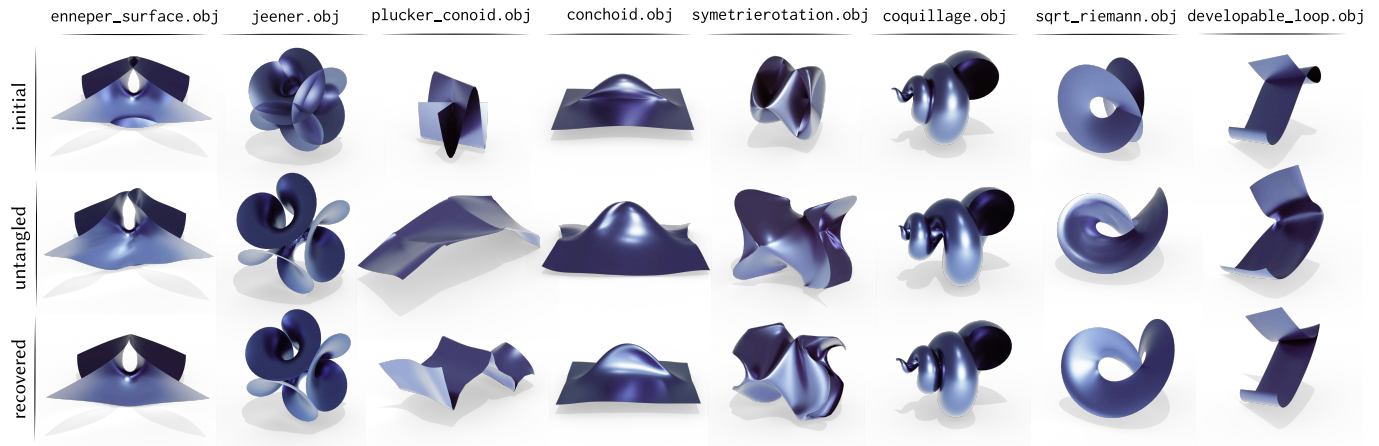 enneper_surface.obj jeener.obj plucker_conoid.obj conchoid.obj symetrierotation.obj coquillage.obj sqrt_riemann.obj developable_loop.obj
initial
untangled
recovered